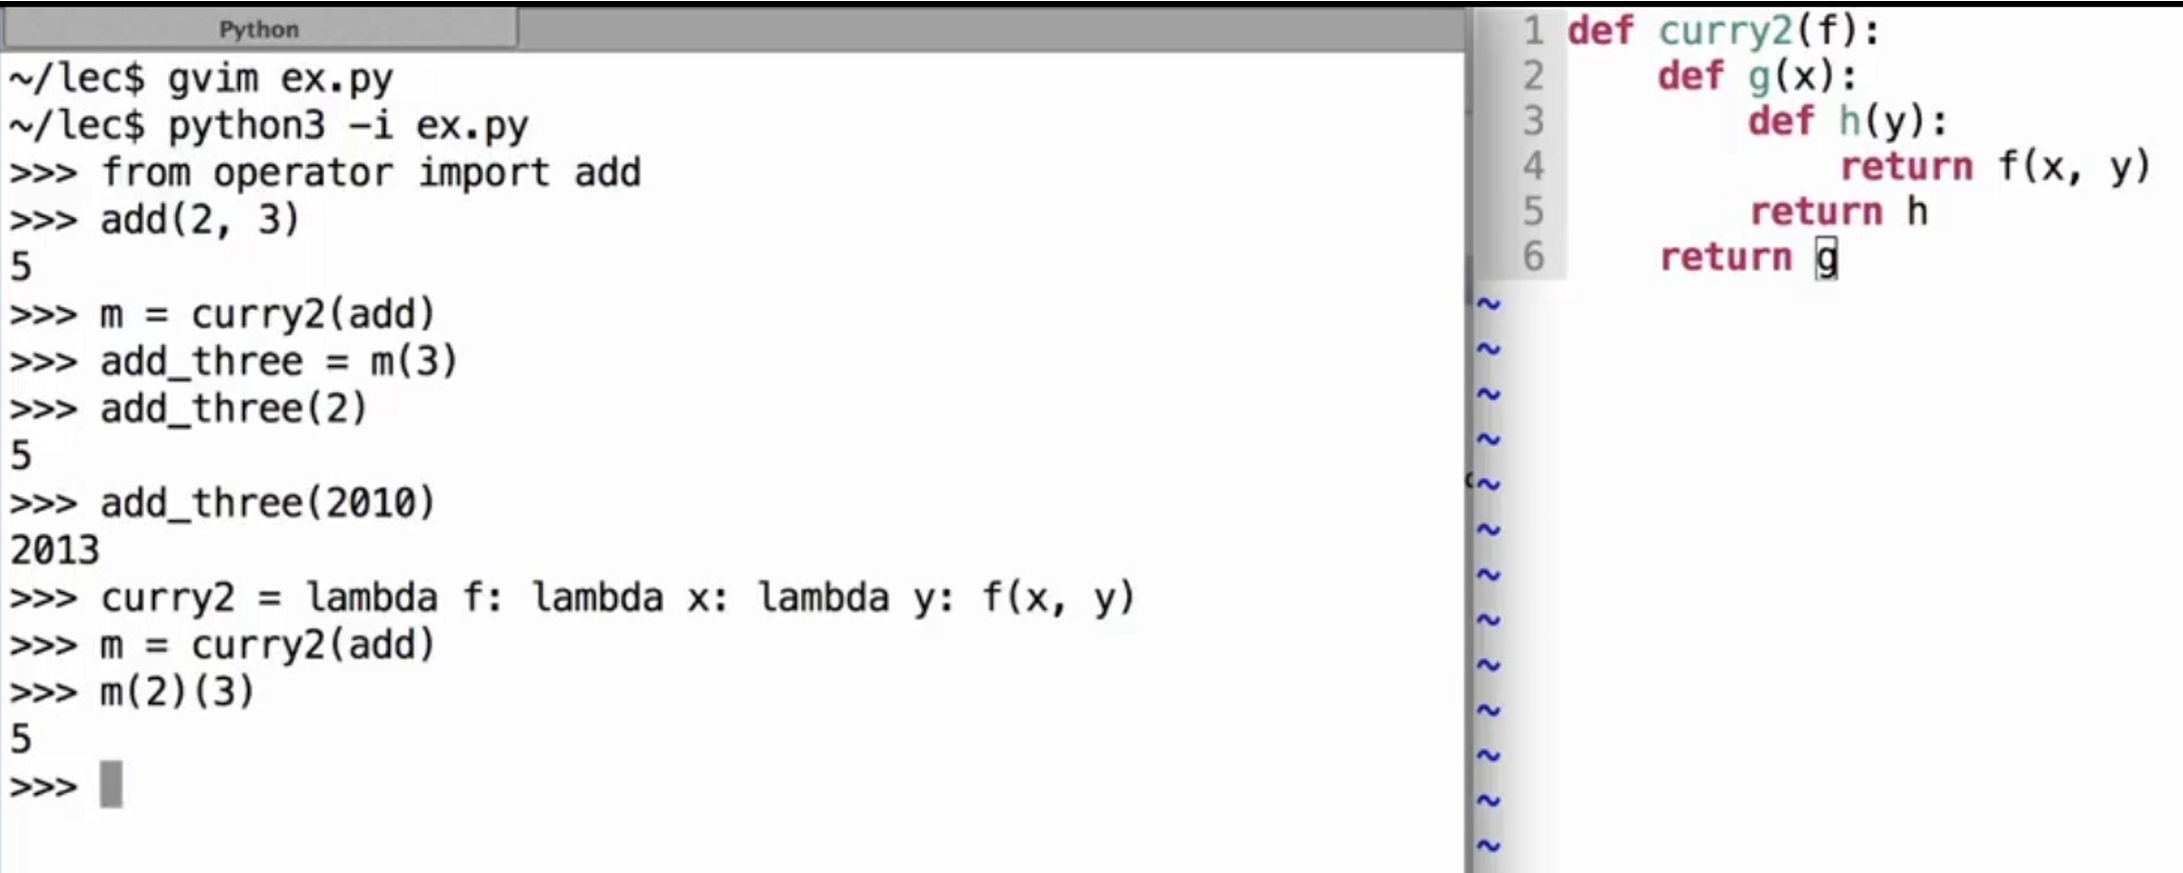 Python
~/lec$ gvim ex.py
~/lec$ python3 -i ex.py
>>> from operator import add
>>> add(2, 3)
5
>>> m = curry2(add)
>>> add_three = m(3)
>>> add_three(2)
5
>>> add_three(2010)
2013
>>> curry2 = lambda f: lambda x: lambda y: f(x, y)
>>> m = curry2(add)
>>> m(2)(3)
5
>>>
1 def curry2(f):
2     def g(x):
3         def h(y):
4             return f(x, y)
5         return h
6     return g
~
~
~
~
~
~
~
~
~
~
~
~
~